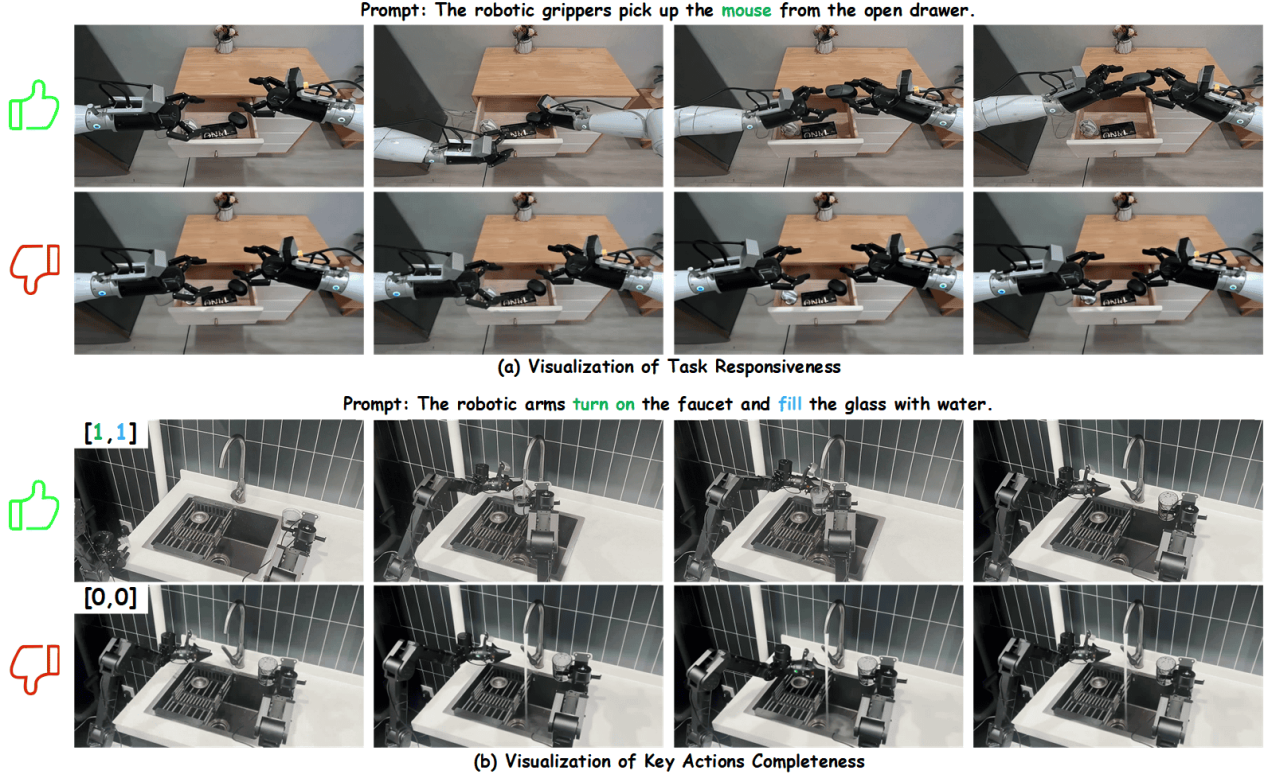 Prompt: The robotic grippers pick up the mouse from the open drawer.
(a) Visualization of Task Responsiveness
Prompt: The robotic arms turn on the faucet and fill the glass with water.
[1,1]
[0,0]
(b) Visualization of Key Actions Completeness